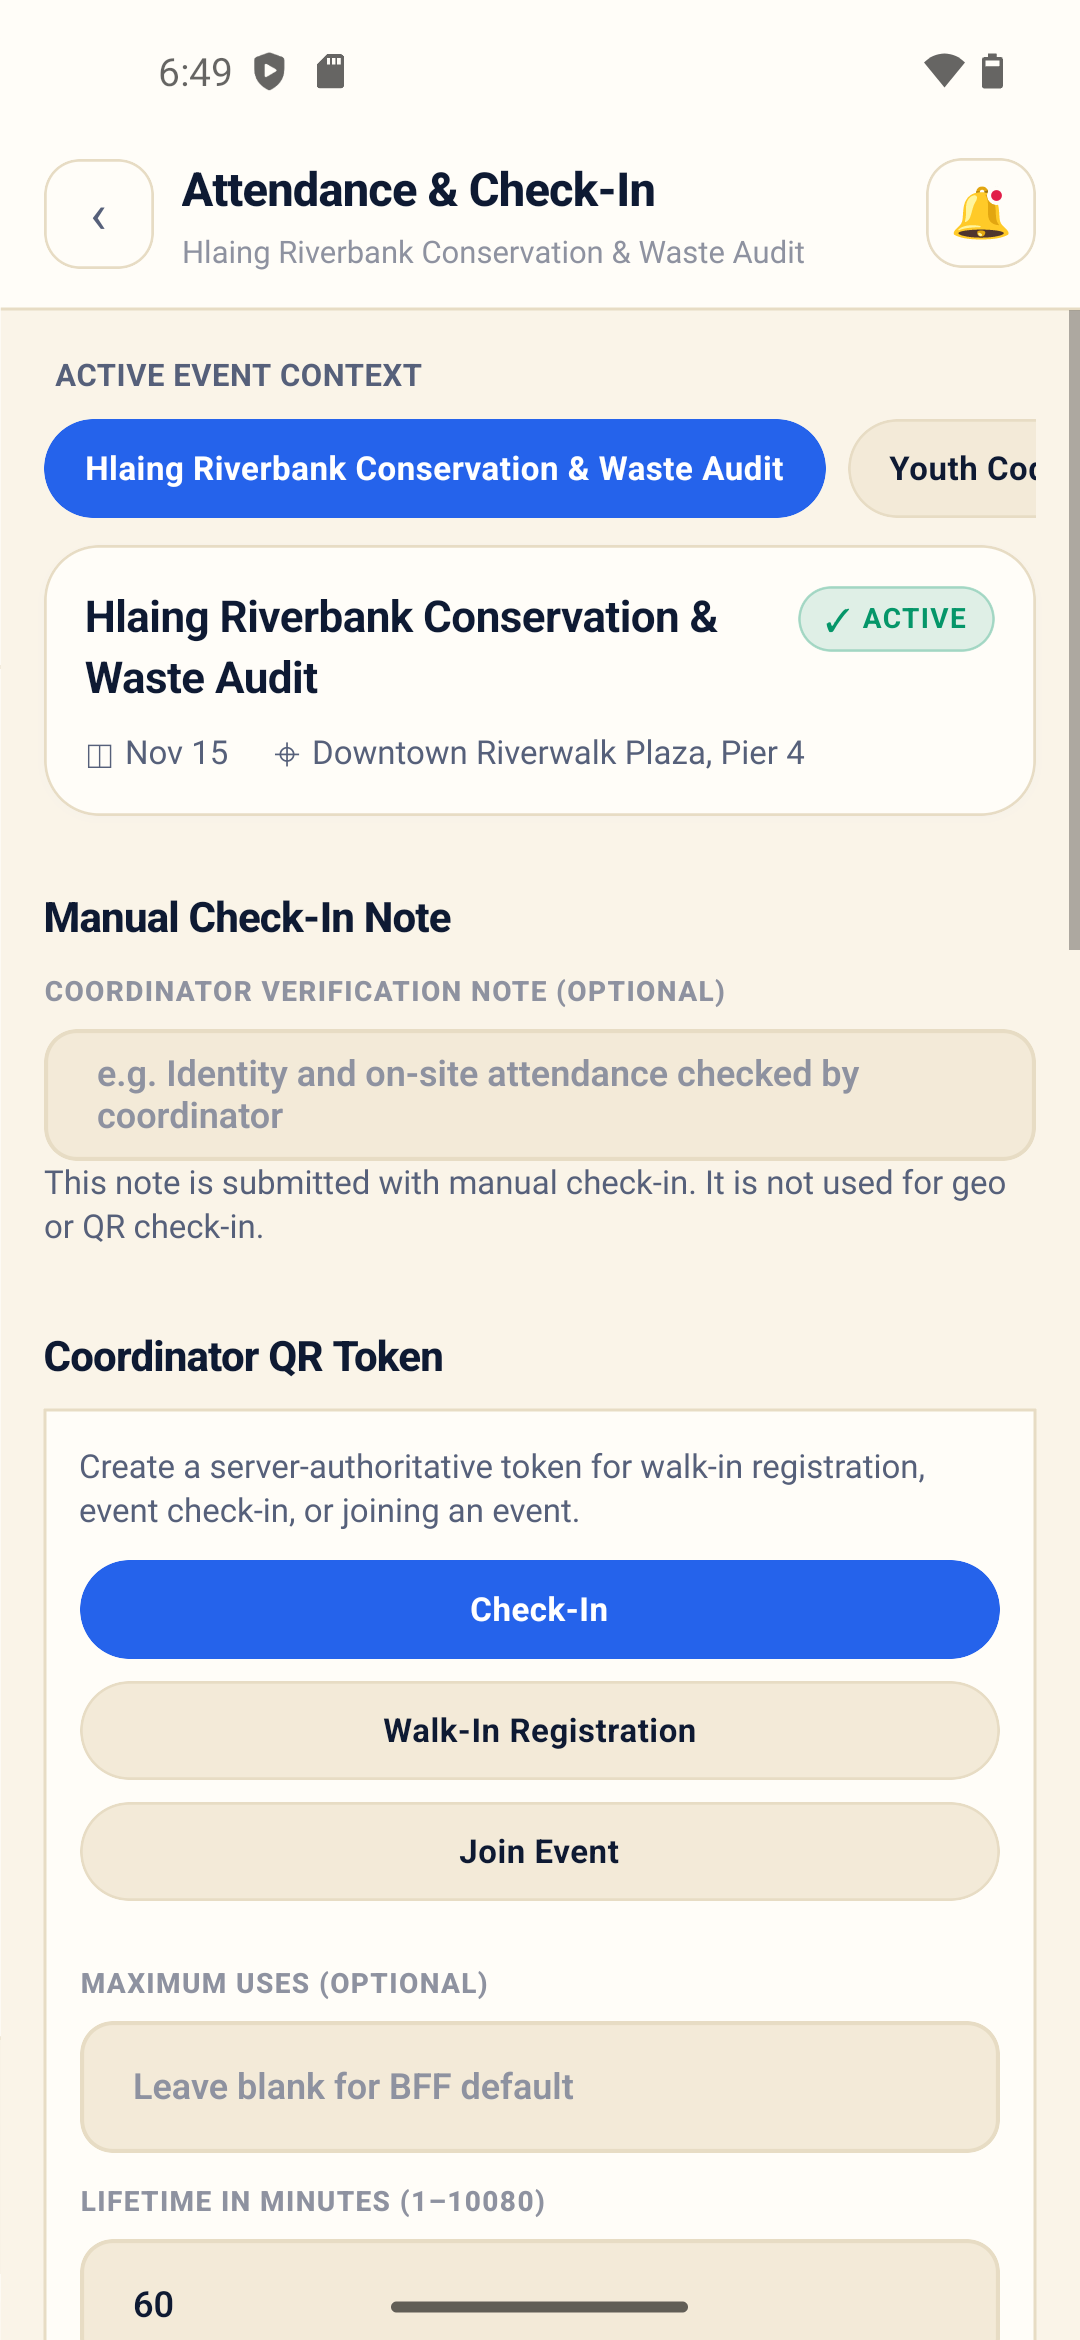 6:49
‹
Attendance & Check-In
Hlaing Riverbank Conservation & Waste Audit
ACTIVE EVENT CONTEXT
Hlaing Riverbank Conservation & Waste Audit
Youth
Hlaing Riverbank Conservation &
Waste Audit
✓ ACTIVE
Nov 15
Downtown Riverwalk Plaza, Pier 4
Manual Check-In Note
COORDINATOR VERIFICATION NOTE (OPTIONAL)
e.g. Identity and on-site attendance checked by
coordinator
This note is submitted with manual check-in. It is not used for geo
or QR check-in.
Coordinator QR Token
Create a server-authoritative token for walk-in registration,
event check-in, or joining an event.
Check-In
Walk-In Registration
Join Event
MAXIMUM USES (OPTIONAL)
Leave blank for BFF default
LIFETIME IN MINUTES (1–10080)
60